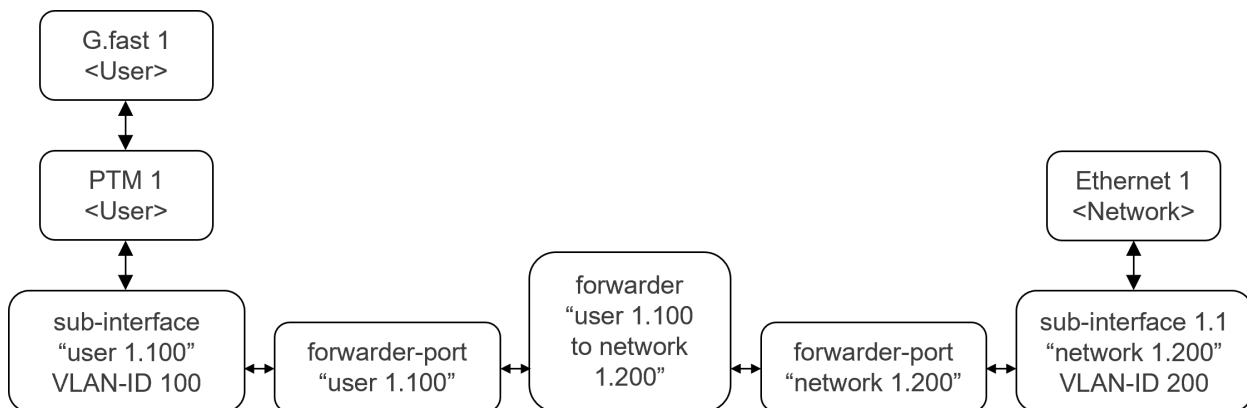 G.fast 1
<User>
PTM 1
<User>
Ethernet 1
<Network>
sub-interface
“user 1.100”
VLAN-ID 100
forwarder-port
“user 1.100”
forwarder
“user 1.100
to network
1.200”
forwarder-port
“network 1.200”
sub-interface 1.1
“network 1.200”
VLAN-ID 200